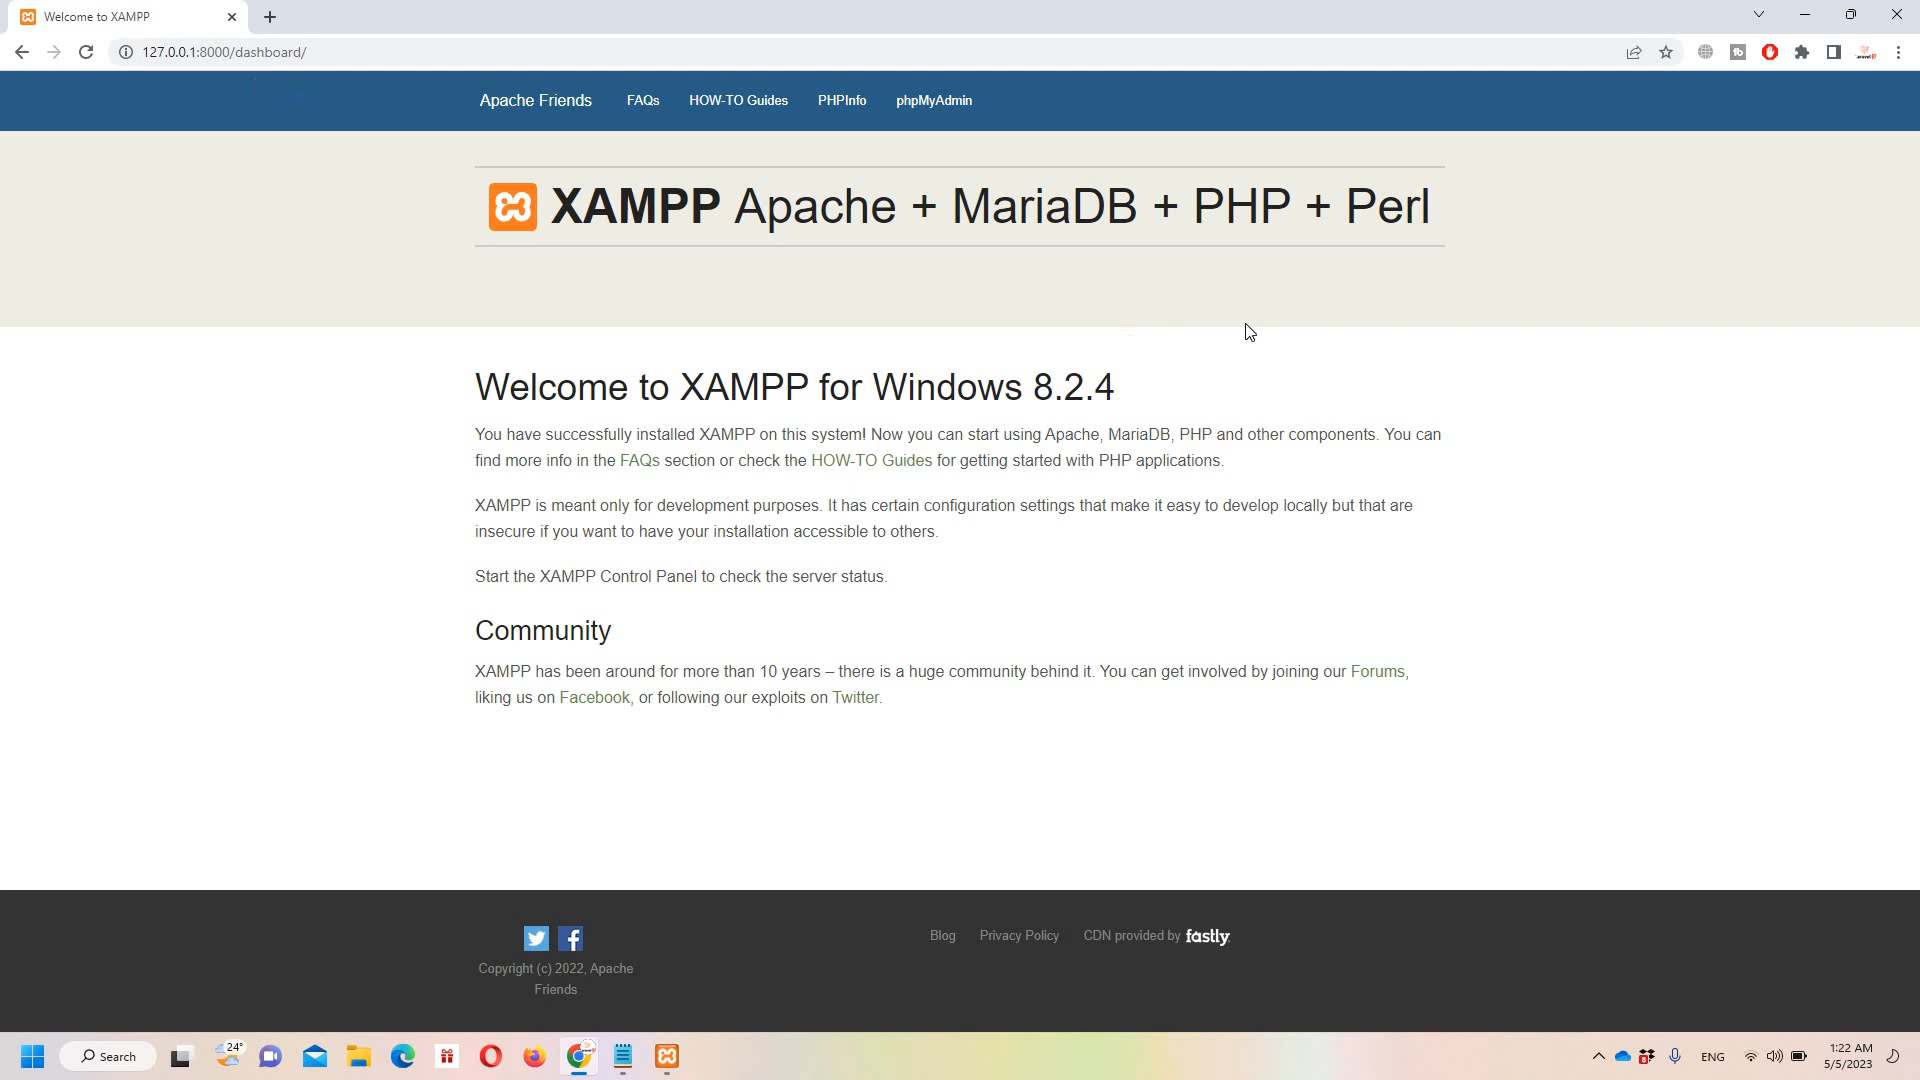 Welcome to XAMPP
127.0.0.1:8000/dashboard/
Apache Friends FAQs HOW-TO Guides PHPInfo phpMyAdmin
XAMPP Apache + MariaDB + PHP + Perl
Welcome to XAMPP for Windows 8.2.4
You have successfully installed XAMPP on this system! Now you can start using Apache, MariaDB, PHP and other components. You can
find more info in the FAQs section or check the HOW-TO Guides for getting started with PHP applications.
XAMPP is meant only for development purposes. It has certain configuration settings that make it easy to develop locally but that are
insecure if you want to have your installation accessible to others.
Start the XAMPP Control Panel to check the server status.
Community
XAMPP has been around for more than 10 years – there is a huge community behind it. You can get involved by joining our Forums,
liking us on Facebook, or following our exploits on Twitter.
Blog Privacy Policy CDN provided by fastly
Copyright (c) 2022, Apache
Friends
Search
24°
ENG
1:22 AM
5/5/2023